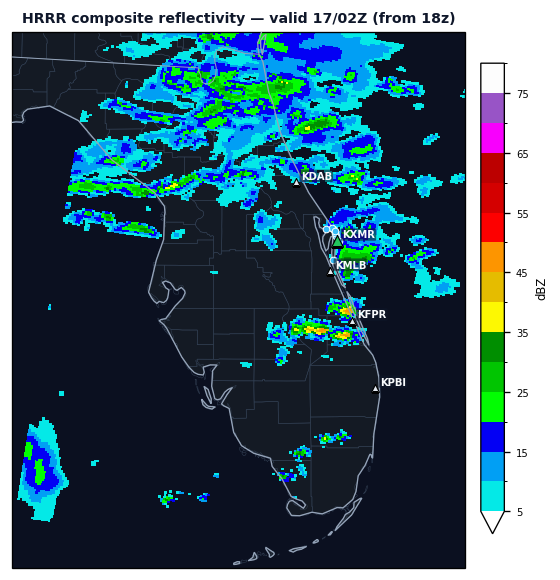 HRRR composite reflectivity — valid 17/02Z (from 18z)
KDAB
KXMR
KMLB
KFPR
KPBI
75
65
55
45
35
25
15
5
dBZ